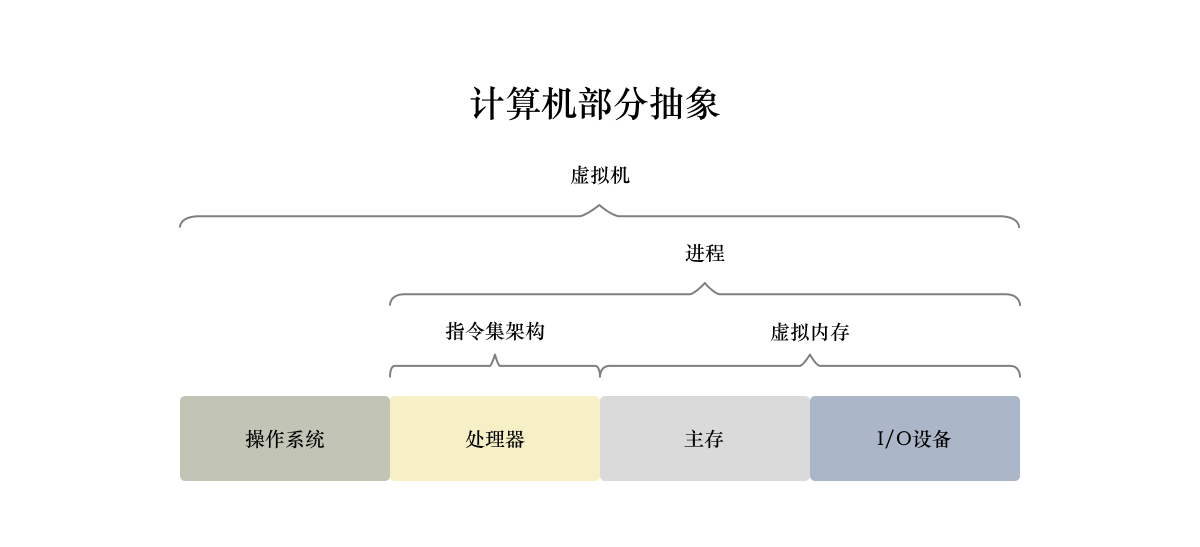 计算机部分抽象
虚拟机
进程
指令集架构 虚拟内存
操作系统 处理器 主存 I/O设备